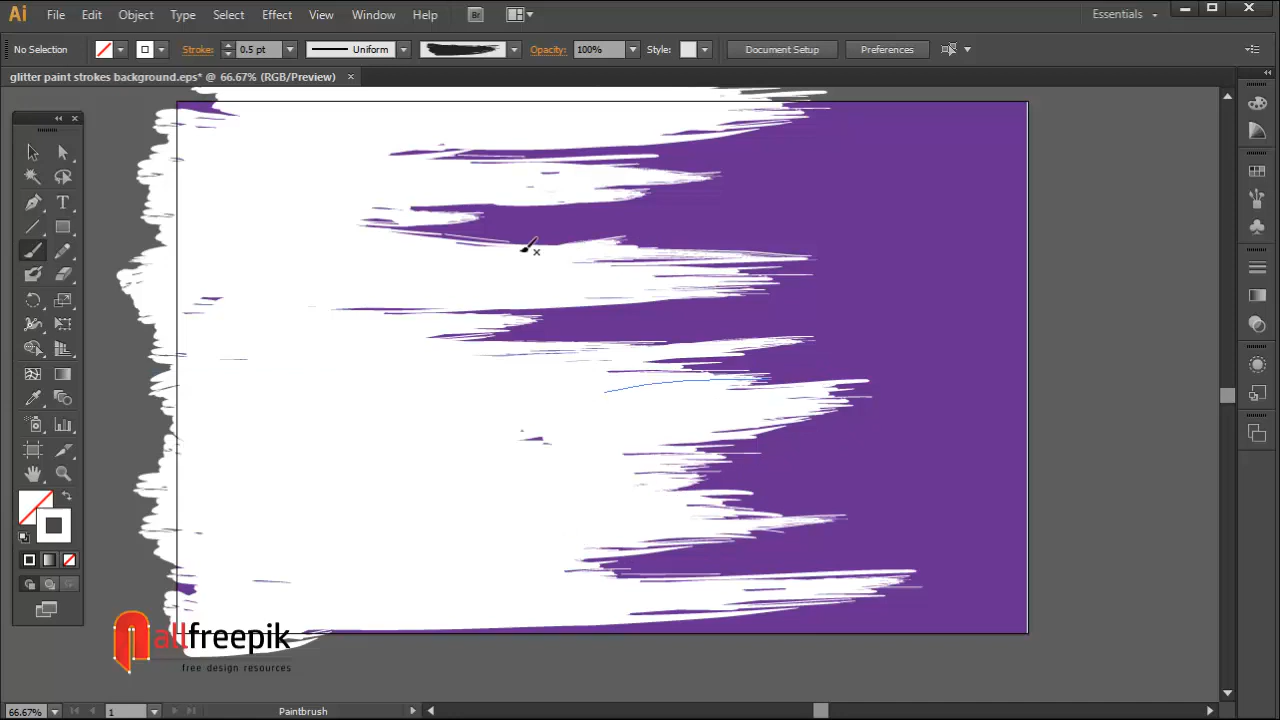 Ai File Edit Object Type Select Effect View Window Help Br Essentials
No Selection Stroke: 0.5 pt Uniform Opacity: 100% Style: Document Setup Preferences
glitter paint strokes background.eps* @ 66.67% (RGB/Preview)
T
allfreepik
free design resources
66.67% 1 Paintbrush